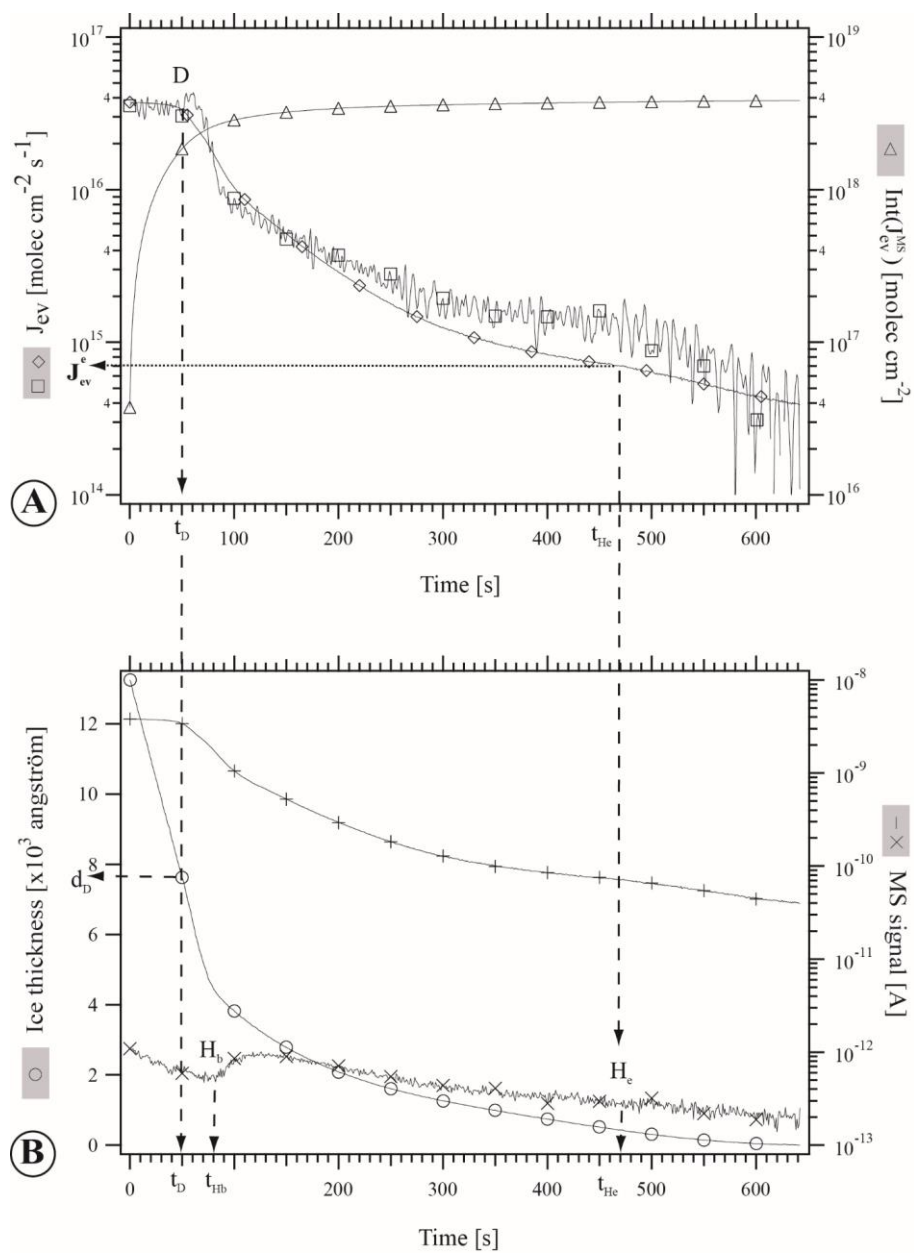 10^17
10^19
D
4
4
J_ev [molec cm^-2 s^-1]
10^16
10^18
Int(J_ev^MS) [molec cm^-2]
4
4
10^15
10^17
J_ev^e
4
4
10^14
10^16
A
0
t_D
100
200
300
400
t_He
500
600
Time [s]
12
10^-8
10
10^-9
Ice thickness [x10^3 angström]
8
d_D
10^-10
MS signal [A]
6
10^-11
4
H_b
10^-12
2
H_e
0
10^-13
B
0
t_D
t_Hb
100
200
300
400
t_He
500
600
Time [s]